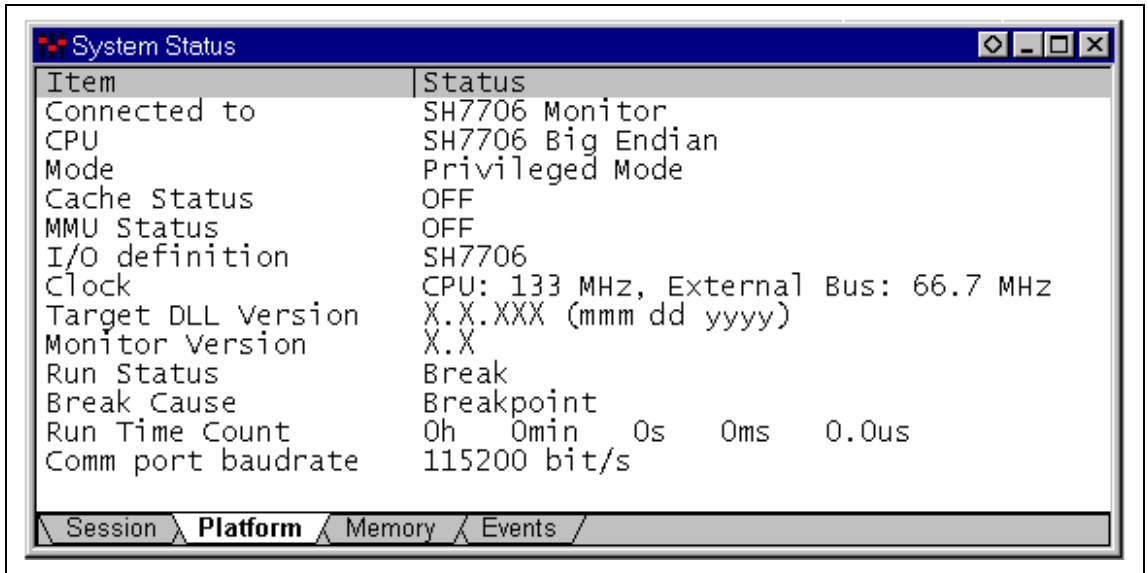 System Status
Item Status
Connected to SH7706 Monitor
CPU SH7706 Big Endian
Mode Privileged Mode
Cache Status OFF
MMU Status OFF
I/O definition SH7706
Clock CPU: 133 MHz, External Bus: 66.7 MHz
Target DLL Version X.X.XXX (mmm dd yyyy)
Monitor Version X.X
Run Status Break
Break Cause Breakpoint
Run Time Count 0h 0min 0s 0ms 0.0us
Comm port baudrate 115200 bit/s
Session Platform Memory Events